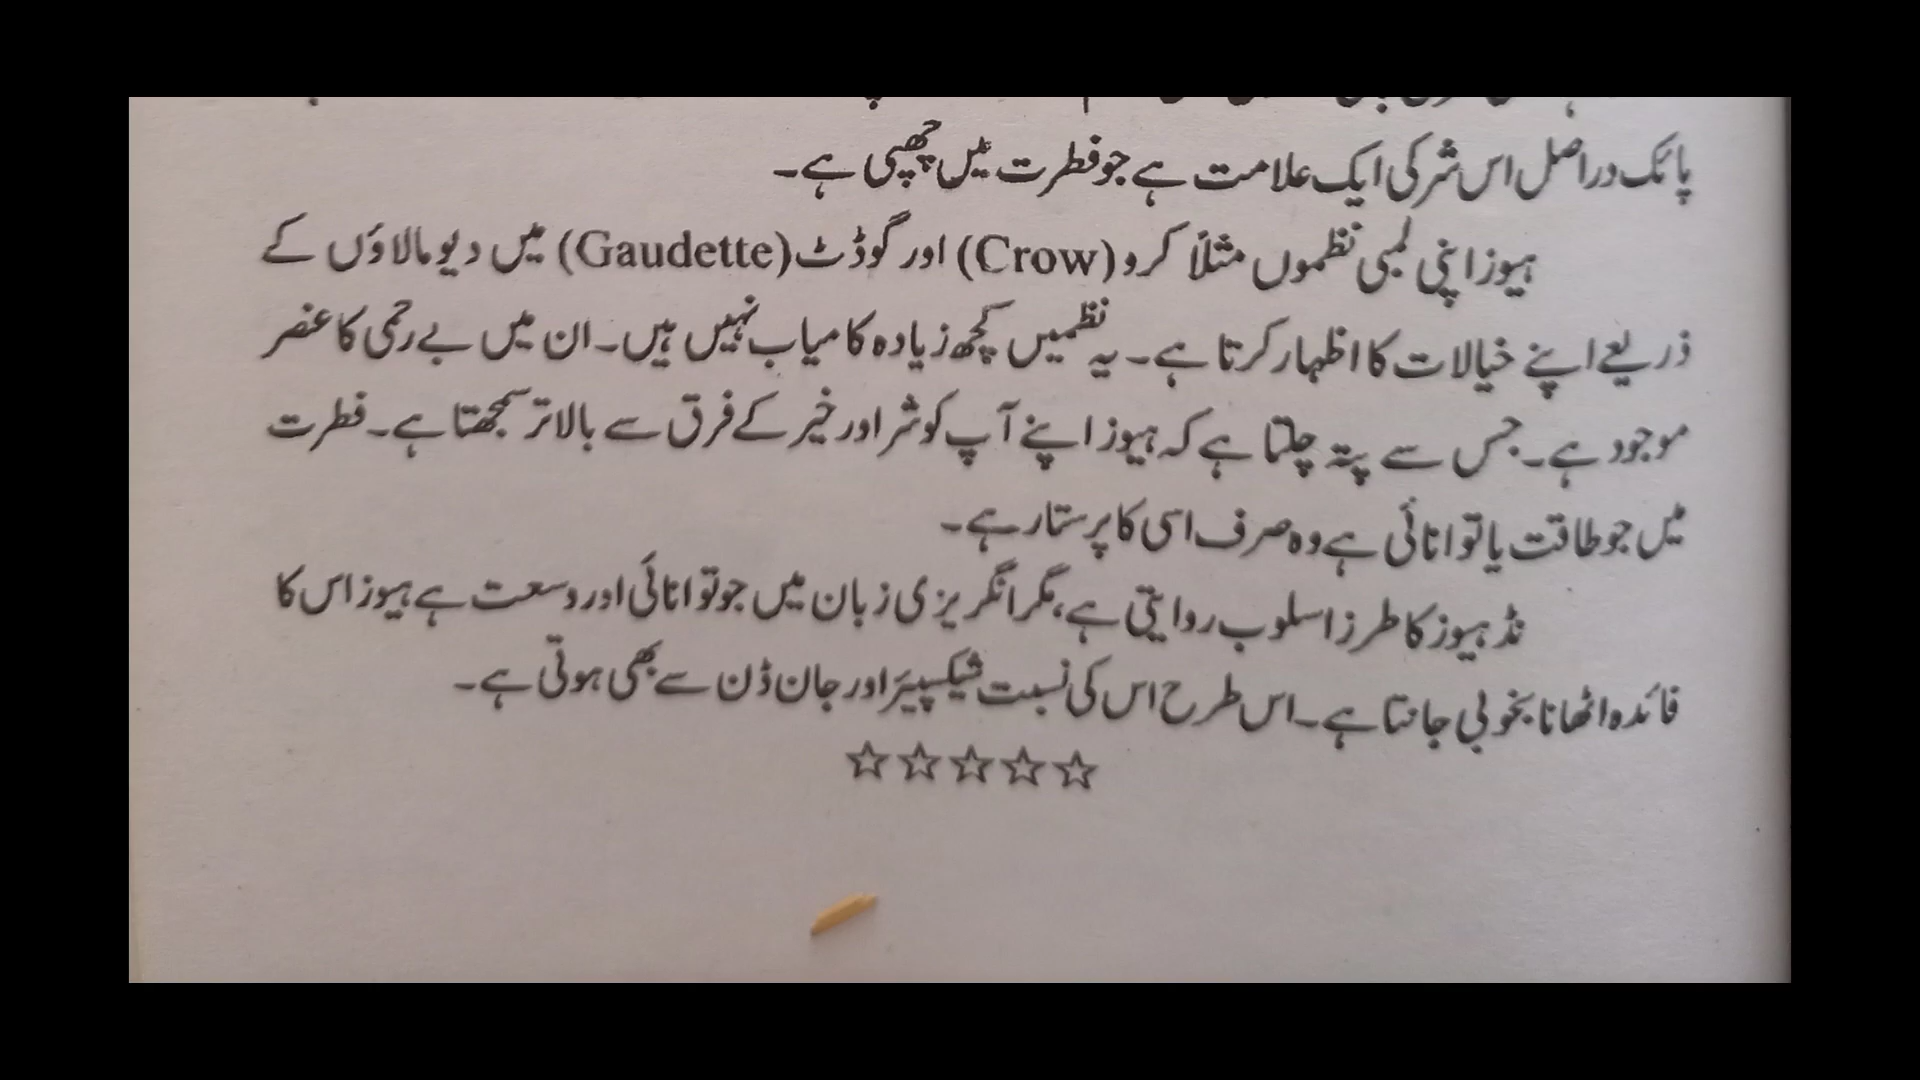 پائک دراصل اس شر کی ایک علامت ہے جو فطرت میں چھپی ہے۔
ہیوز اپنی لمبی نظموں مثلاً کرو (Crow) اور گوڈٹ (Gaudette) میں دیومالاؤں کے
ذریعے اپنے خیالات کا اظہار کرتا ہے۔ یہ نظمیں کچھ زیادہ کامیاب نہیں ہیں۔ ان میں بے رحمی کا عنصر
موجود ہے۔ جس سے پتہ چلتا ہے کہ ہیوز اپنے آپ کو شر اور خیر کے فرق سے بالاتر سمجھتا ہے۔ فطرت
میں جو طاقت یا توانائی ہے وہ صرف اسی کا پرستار ہے۔
ٹڈ ہیوز کا طرز اسلوب روایتی ہے، مگر انگریزی زبان میں جو توانائی اور وسعت ہے ہیوز اس کا
فائدہ اٹھانا بخوبی جانتا ہے۔ اس طرح اس کی نسبت شیکسپیئر اور جان ڈن سے بھی ہوتی ہے۔
☆☆☆☆☆